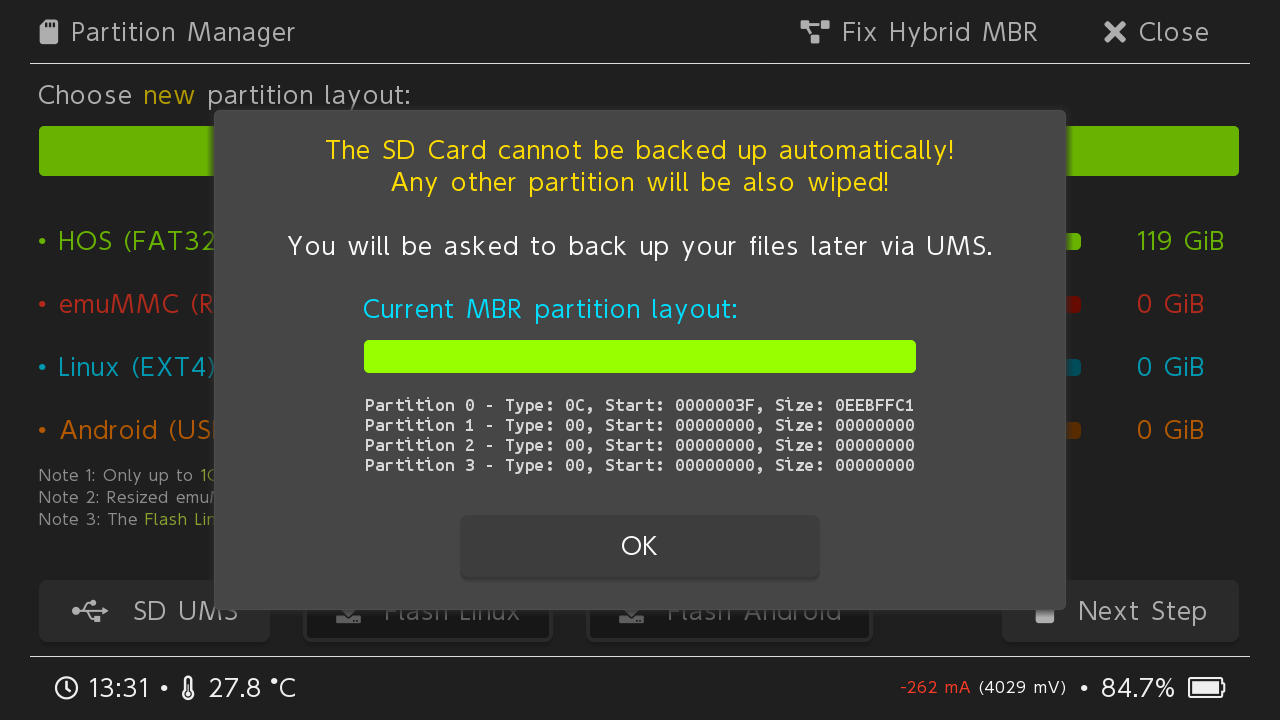 Partition Manager
Fix Hybrid MBR
Close
Choose new partition layout:
The SD Card cannot be backed up automatically!
Any other partition will be also wiped!
You will be asked to back up your files later via UMS.
Current MBR partition layout:
Partition 0 - Type: 0C, Start: 0000003F, Size: 0EEBFFC1
Partition 1 - Type: 00, Start: 00000000, Size: 00000000
Partition 2 - Type: 00, Start: 00000000, Size: 00000000
Partition 3 - Type: 00, Start: 00000000, Size: 00000000
OK
• HOS (FAT32
119 GiB
• emuMMC (R
0 GiB
• Linux (EXT4)
0 GiB
• Android (US
0 GiB
Note 1: Only up to
Note 2: Resized emu
Note 3: The Flash Li
SD UMS
Flash Linux
Flash Android
Next Step
13:31 • 27.8 °C
-262 mA (4029 mV) • 84.7%